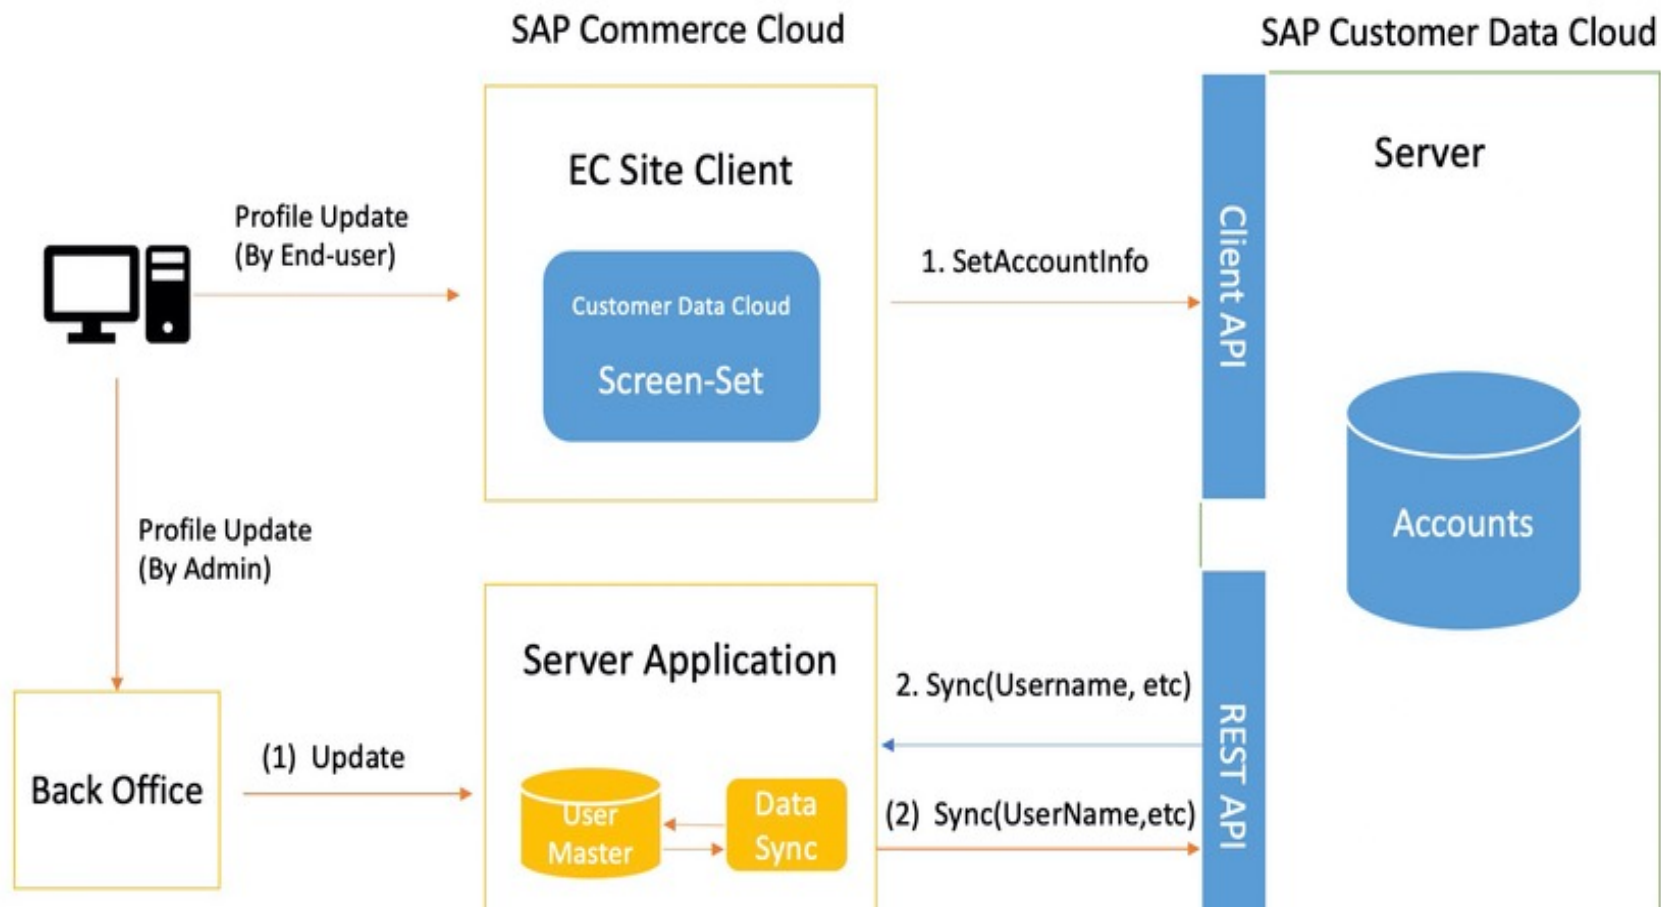 SAP Commerce Cloud
SAP Customer Data Cloud
EC Site Client
Server
Profile Update
(By End-user)
Customer Data Cloud
Screen-Set
1. SetAccountInfo
Client API
Accounts
Profile Update
(By Admin)
Server Application
2. Sync(Username, etc)
REST API
Back Office
(1) Update
User
Master
Data
Sync
(2) Sync(UserName,etc)